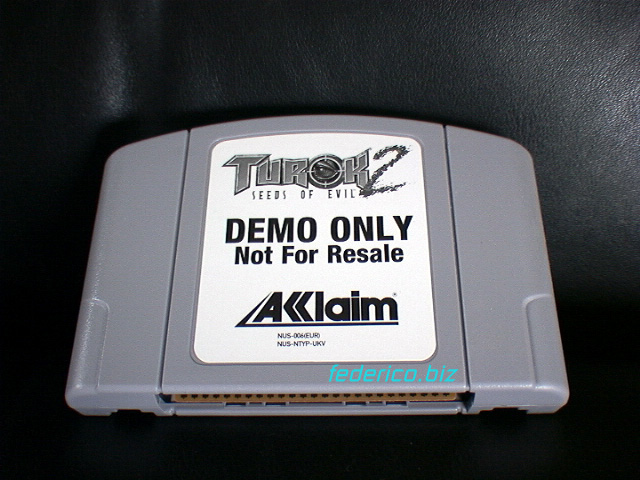 TUROK 2
SEEDS OF EVIL
DEMO ONLY
Not For Resale
AKlaim®
NUS-006(EUR)
NUS-NTYP-UKV
federico.biz